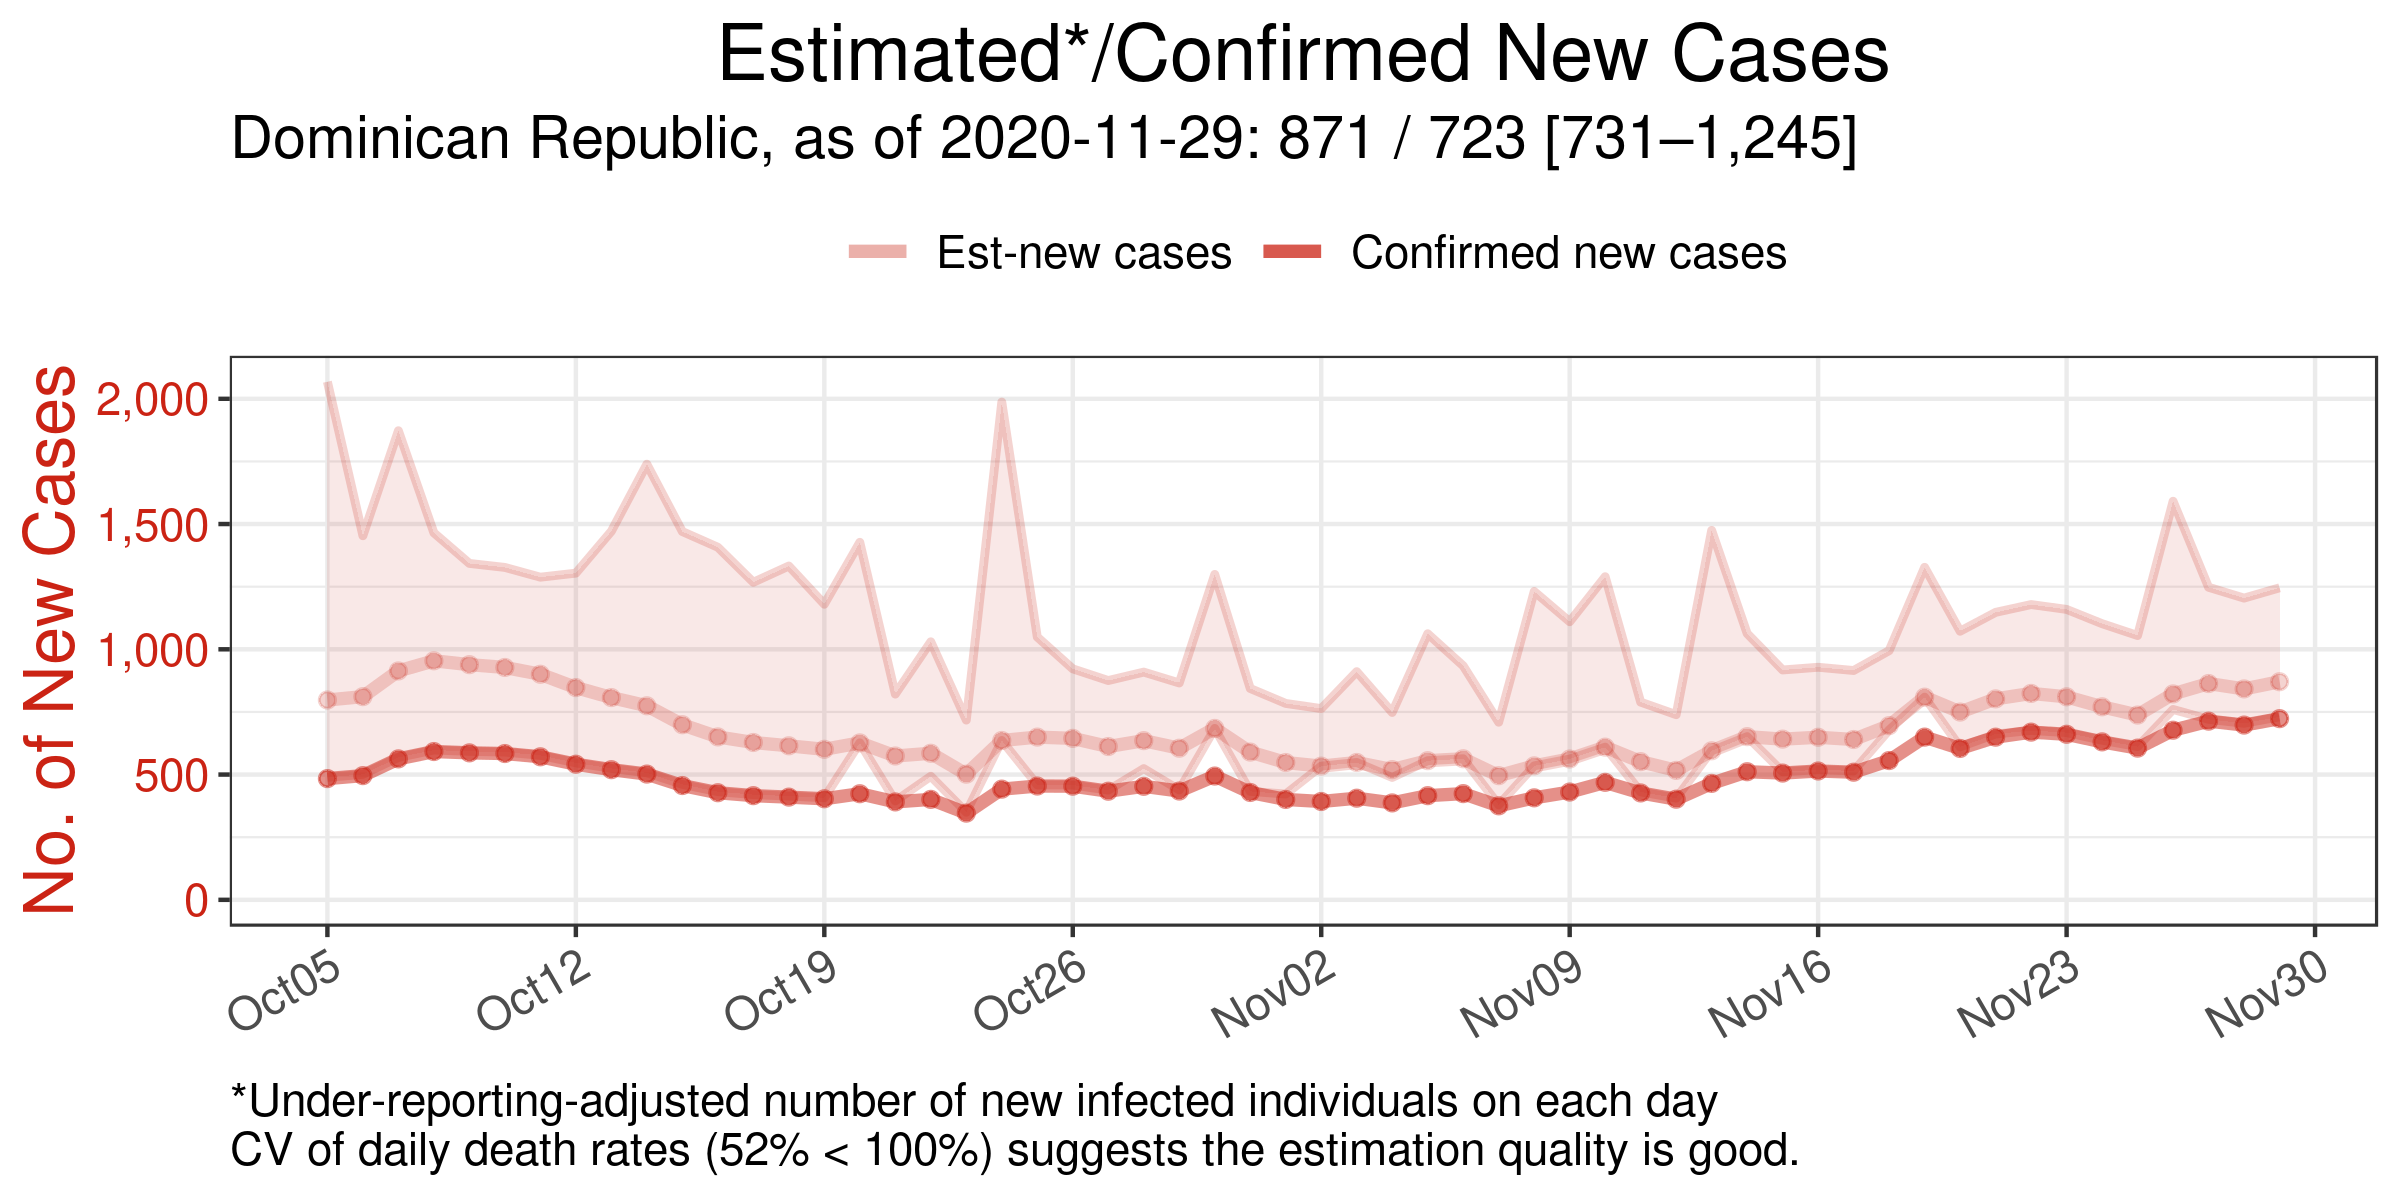 Estimated*/Confirmed New Cases
Dominican Republic, as of 2020-11-29: 871 / 723 [731–1,245]
Est-new cases
Confirmed new cases
No. of New Cases
2,000
1,500
1,000
500
0
Oct05
Oct12
Oct19
Oct26
Nov02
Nov09
Nov16
Nov23
Nov30
*Under-reporting-adjusted number of new infected individuals on each day
CV of daily death rates (52% < 100%) suggests the estimation quality is good.